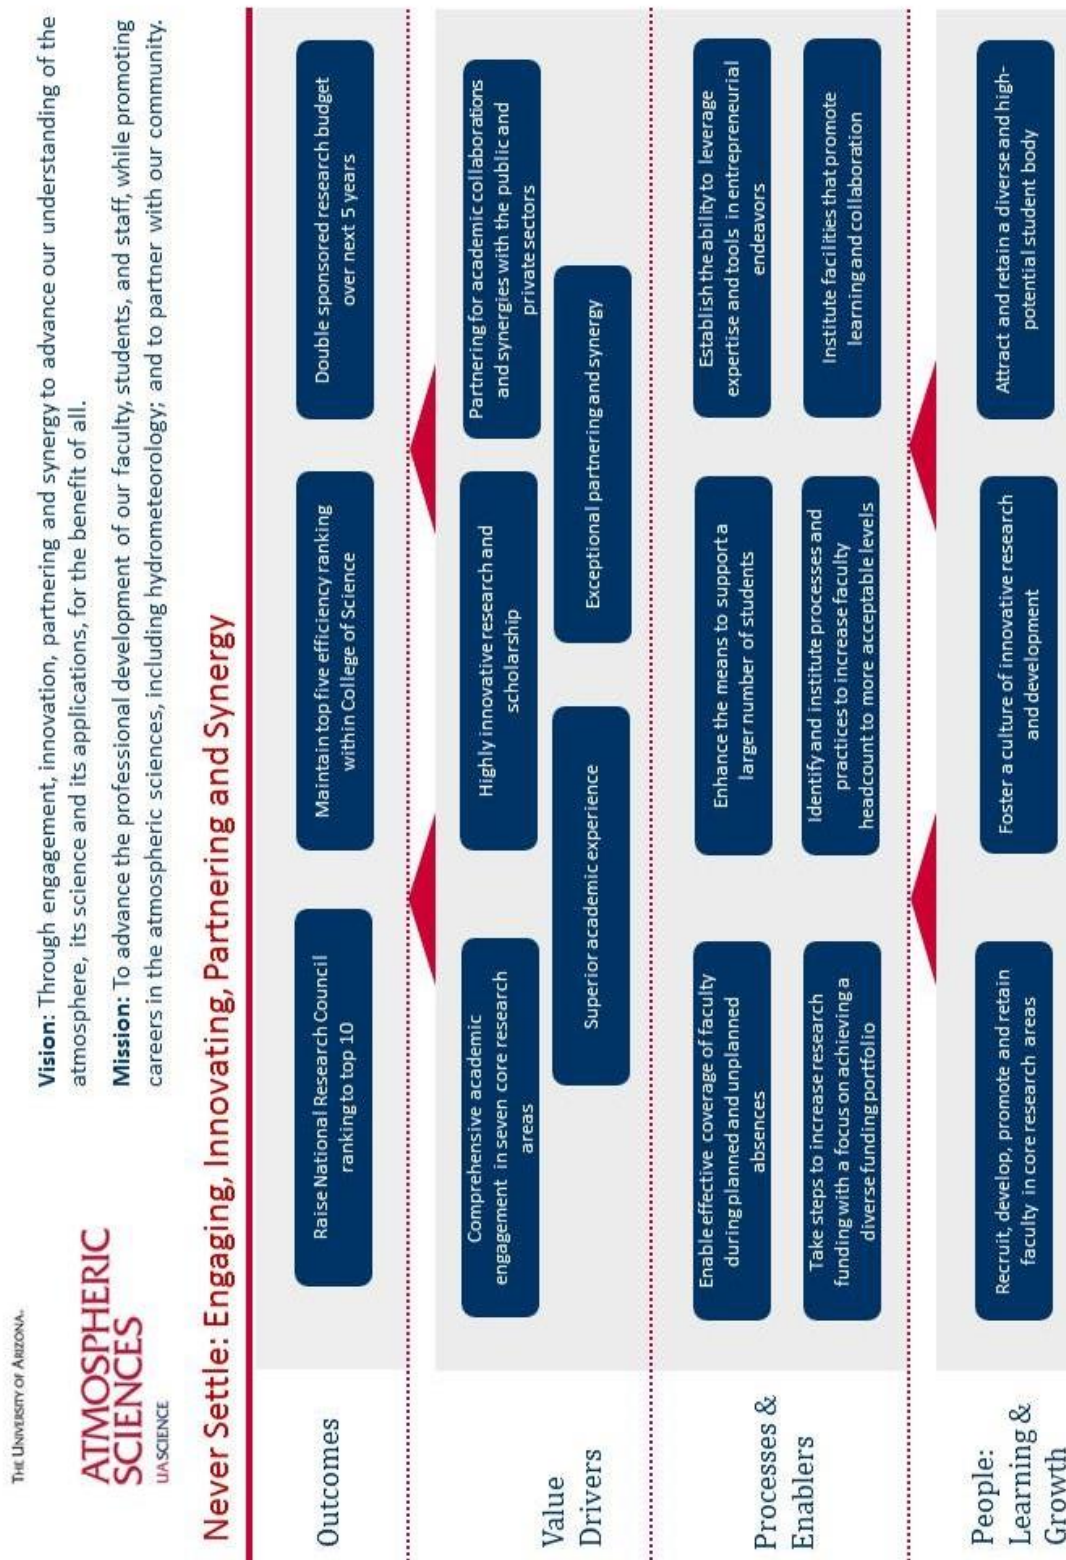 THE UNIVERSITY OF ARIZONA.
ATMOSPHERIC
SCIENCES
UA SCIENCE
Vision: Through engagement, innovation, partnering and synergy to advance our understanding of the
atmosphere, its science and its applications, for the benefit of all.
Mission: To advance the professional development of our faculty, students, and staff, while promoting
careers in the atmospheric sciences, including hydrometeorology; and to partner with our community.
Never Settle: Engaging, Innovating, Partnering and Synergy
Outcomes
Raise National Research Council
ranking to top 10
Maintain top five efficiency ranking
within College of Science
Double sponsored research budget
over next 5 years
Value
Drivers
Comprehensive academic
engagement in seven core research
areas
Highly innovative research and
scholarship
Partnering for academic collaborations
and synergies with the public and
private sectors
Superior academic experience
Exceptional partnering and synergy
Processes &
Enablers
Enable effective coverage of faculty
during planned and unplanned
absences
Enhance the means to support a
larger number of students
Establish the ability to leverage
expertise and tools in entrepreneurial
endeavors
Take steps to increase research
funding with a focus on achieving a
diverse funding portfolio
Identify and institute processes and
practices to increase faculty
headcount to more acceptable levels
Institute facilities that promote
learning and collaboration
People:
Learning &
Growth
Recruit, develop, promote and retain
faculty in core research areas
Foster a culture of innovative research
and development
Attract and retain a diverse and high-
potential student body